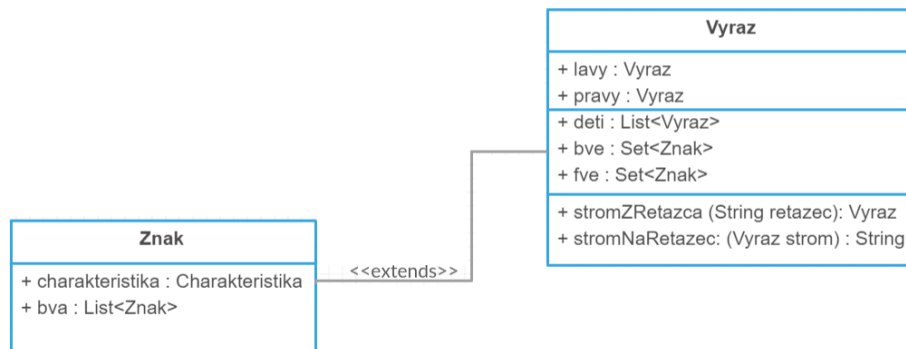 Vyraz
+ lavy : Vyraz
+ pravy : Vyraz
+ deti : List<Vyraz>
+ bve : Set<Znak>
+ fve : Set<Znak>
+ stromZRetazca (String retazec): Vyraz
+ stromNaRetazec: (Vyraz strom) : String
Znak
<<extends>>
+ charakteristika : Charakteristika
+ bva : List<Znak>